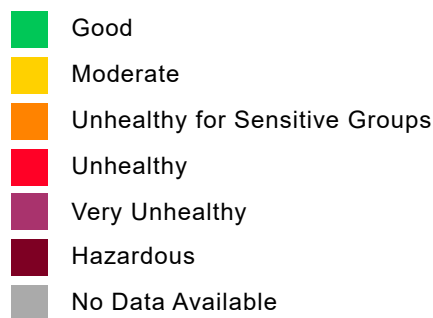 Good
Moderate
Unhealthy for Sensitive Groups
Unhealthy
Very Unhealthy
Hazardous
No Data Available